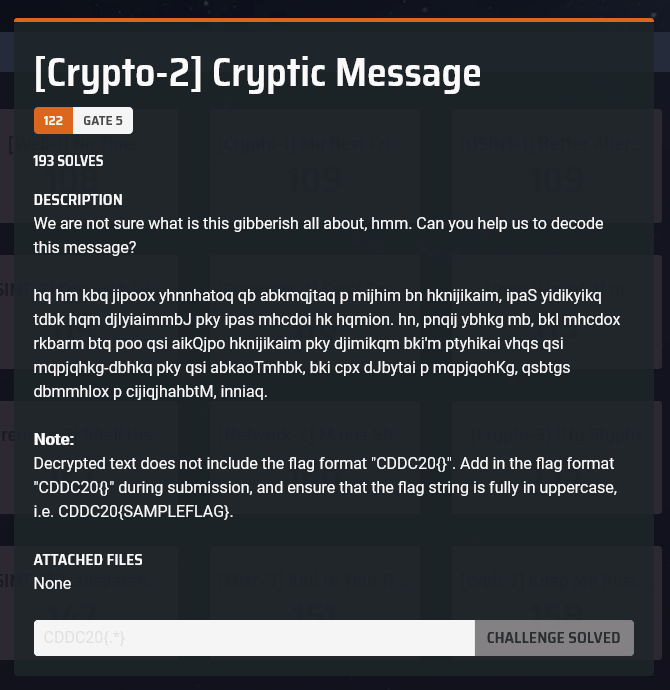 [Crypto-2] Cryptic Message
122 GATE 5
193 SOLVES
DESCRIPTION
We are not sure what is this gibberish all about, hmm. Can you help us to decode
this message?
hq hm kbq jipoox yhnnhatoq qb abkmqjtaq p mijhim bn hknijikaim, ipaS yidikyikq
tdbk hqm djIyiaimmbJ pky ipas mhcdoi hk hqmion. hn, pnqij ybhkg mb, bkI mhcdox
rkbarm btq poo qsi aikQjpo hknijikaim pky djimikqm bki'm ptyhikai vhqs qsi
mqpjqhkg-dbhkq pky qsi abkaoTmhbk, bki cpx dJbytai p mqpjqohKg, qsbtgs
dbmmhIox p cijiqjhahbtM, inniaq.
Note:
Decrypted text does not include the flag format "CDDC20{}". Add in the flag format
"CDDC20{}" during submission, and ensure that the flag string is fully in uppercase,
i.e. CDDC20{SAMPLEFLAG}.
ATTACHED FILES
None
CDDC20{.*} CHALLENGE SOLVED